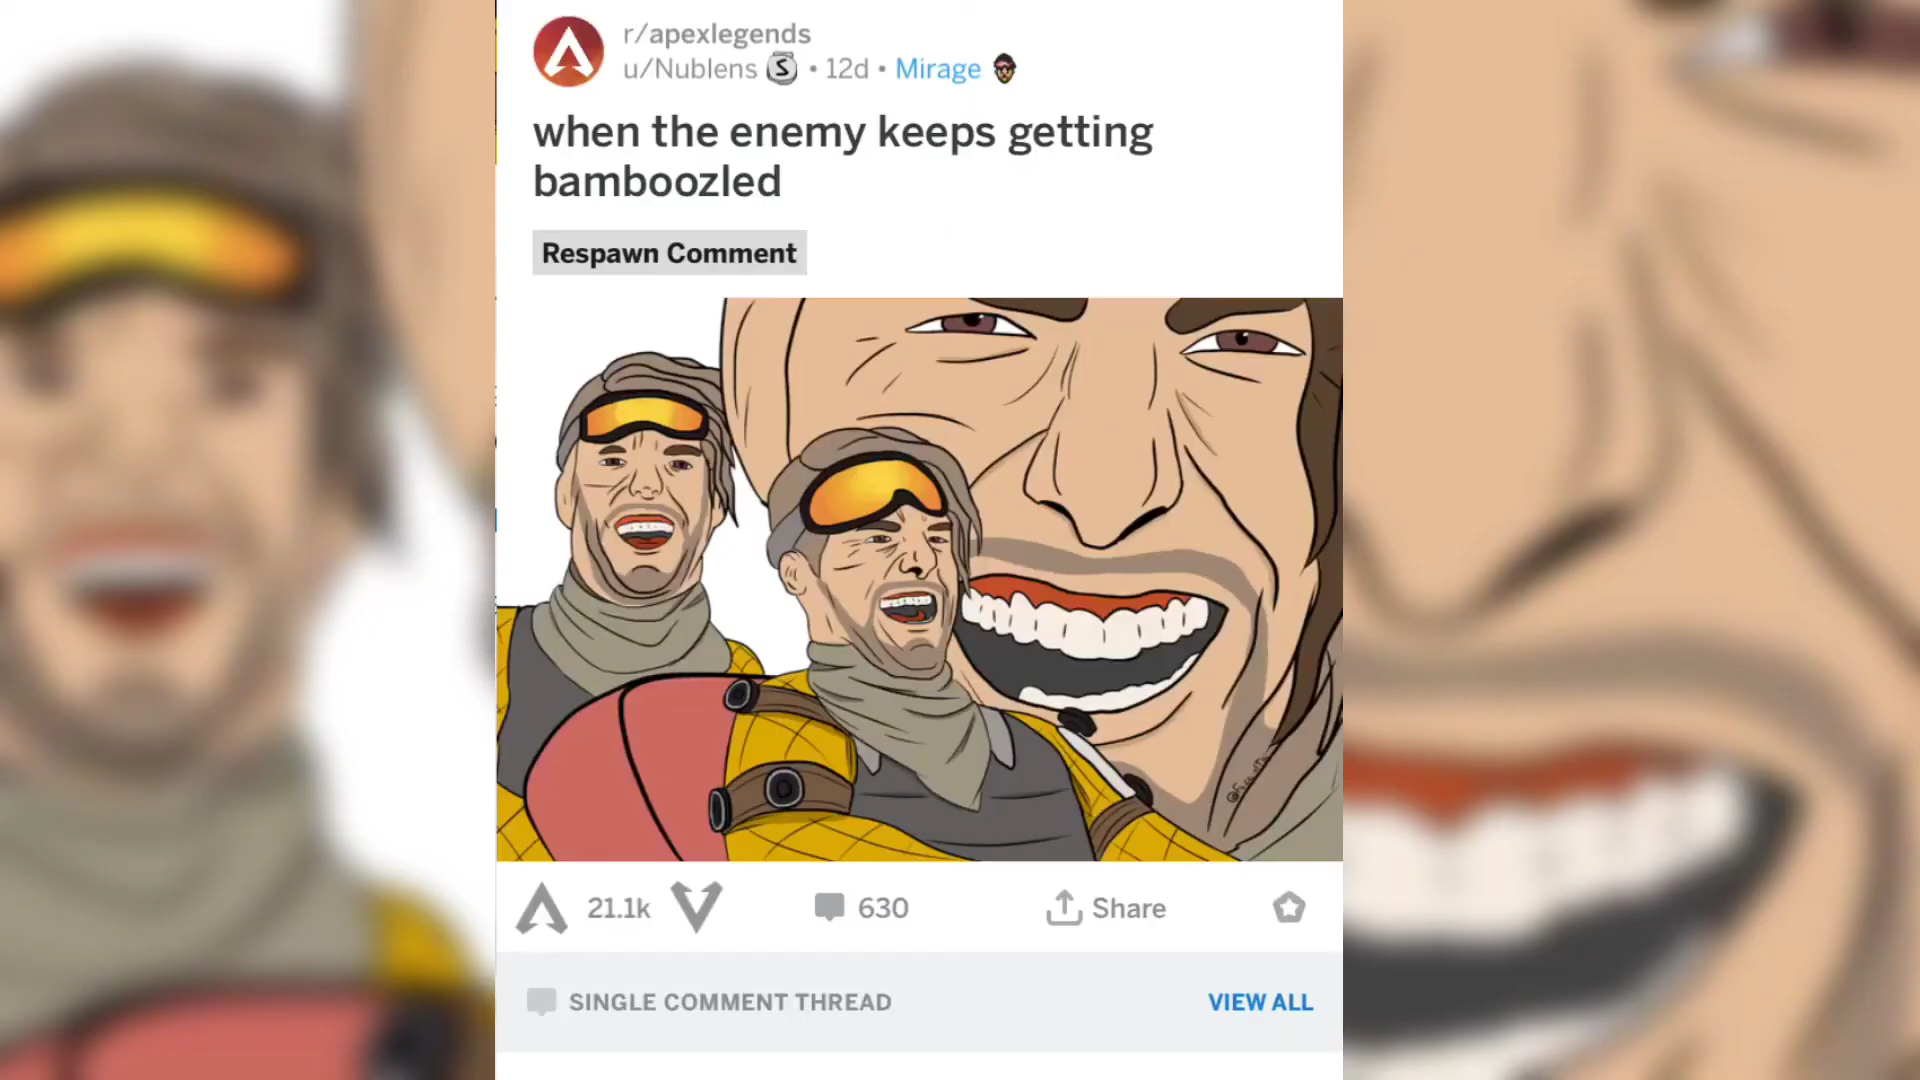 r/apexlegends
u/Nublens S • 12d • Mirage
when the enemy keeps getting
bamboozled
Respawn Comment
21.1k
630
Share
SINGLE COMMENT THREAD
VIEW ALL